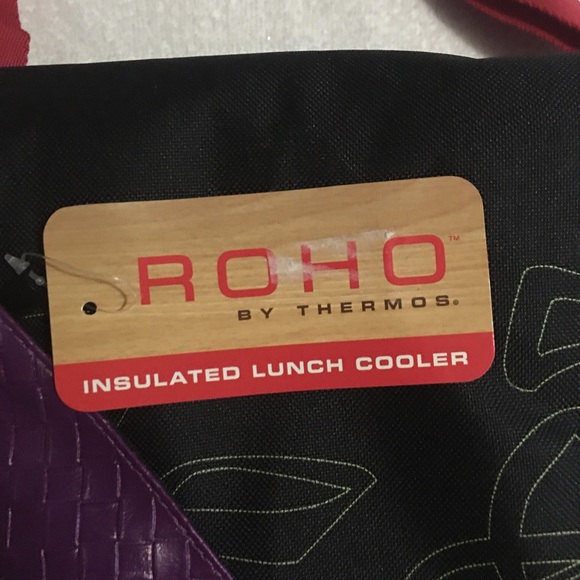 ROHO™
BY THERMOS®
INSULATED LUNCH COOLER